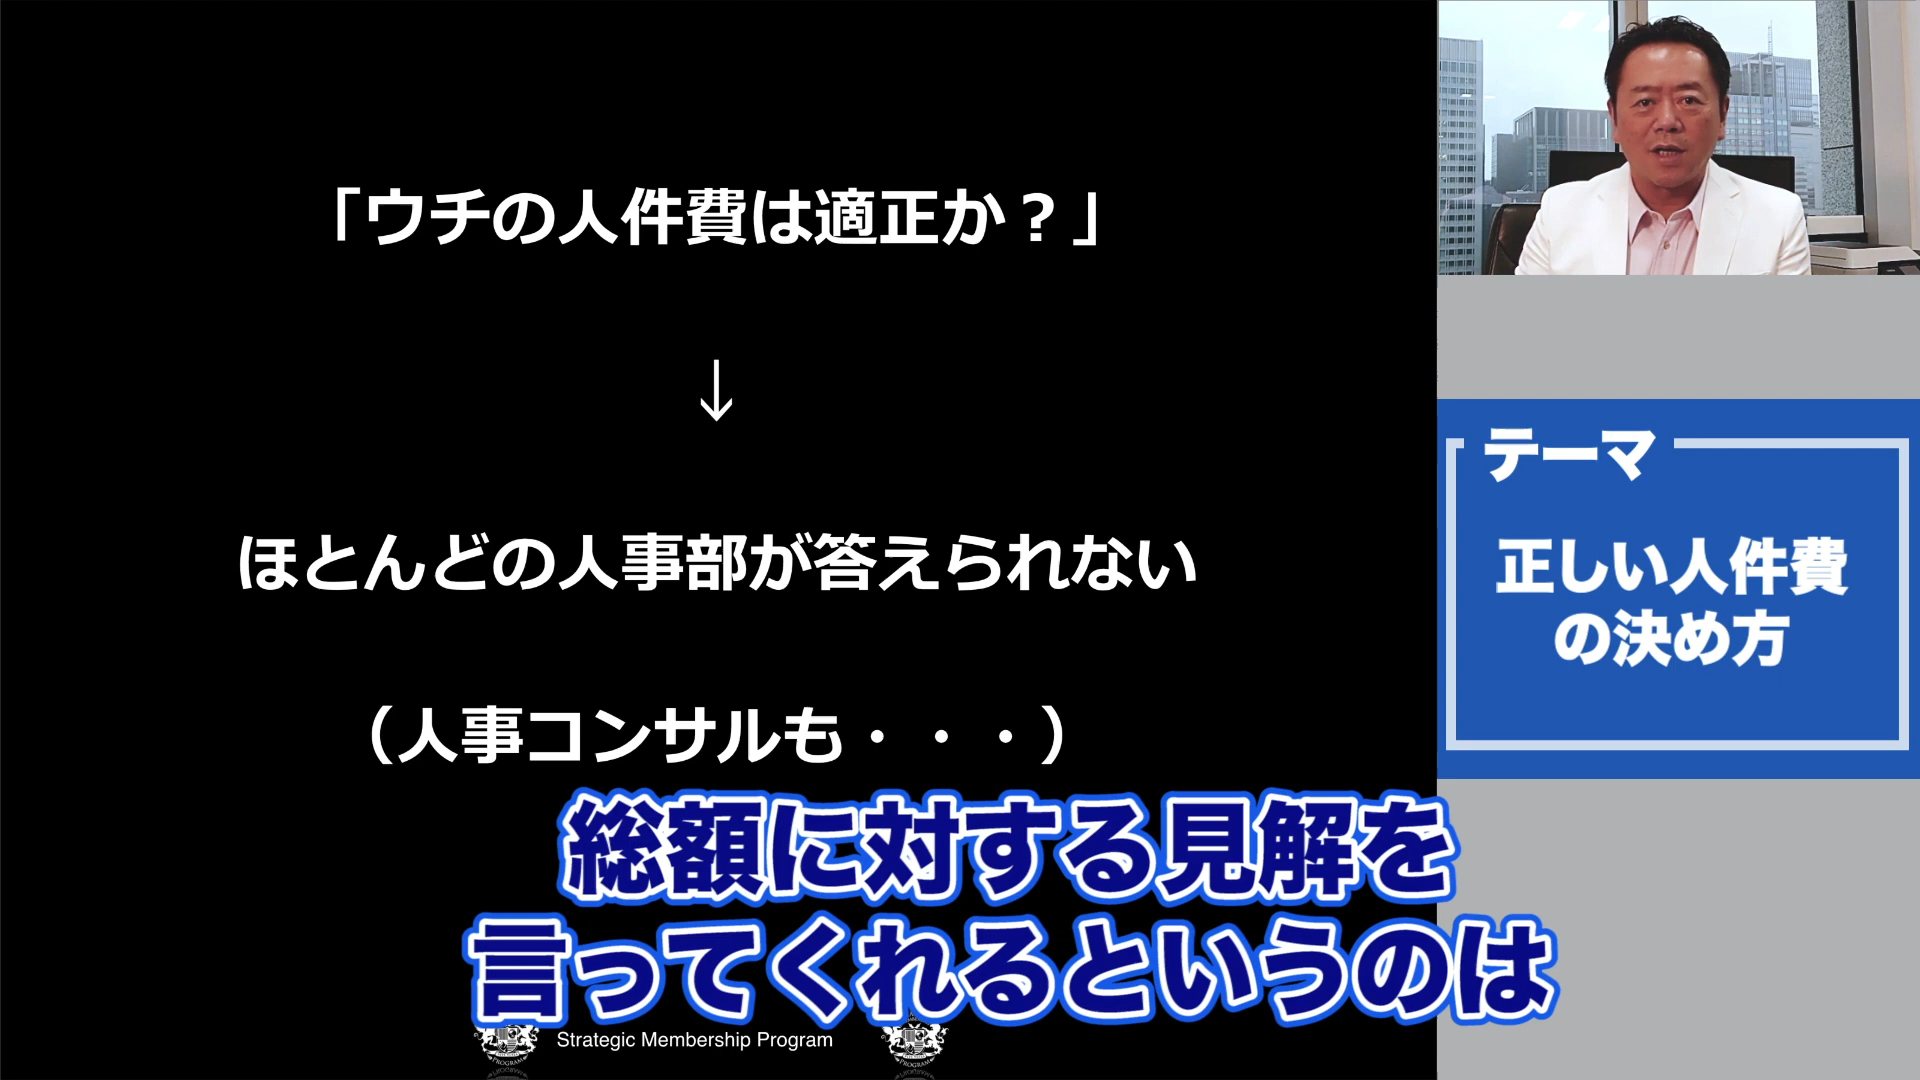 「ウチの人件費は適正か？」
↓
ほとんどの人事部が答えられない
（人事コンサルも・・・）
総額に対する見解を
言ってくれるというのは
Strategic Membership Program
PROGRAM
PROGRAM
テーマ
正しい人件費
の決め方